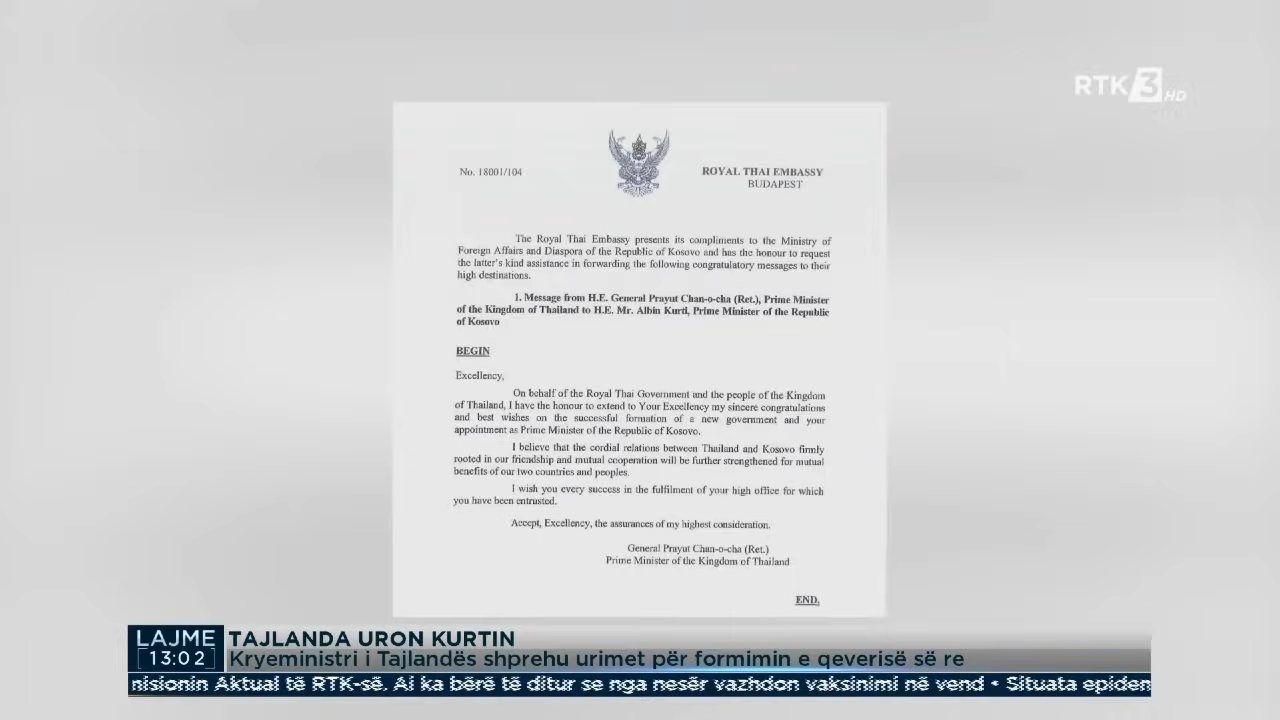 RTK 3 HD
No. 18001/104
ROYAL THAI EMBASSY
BUDAPEST
The Royal Thai Embassy presents its compliments to the Ministry of
Foreign Affairs and Diaspora of the Republic of Kosovo and has the honour to request
the latter's kind assistance in forwarding the following congratulatory messages to their
high destinations.
1. Message from H.E. General Prayut Chan-o-cha (Ret.), Prime Minister
of the Kingdom of Thailand to H.E. Mr. Albin Kurti, Prime Minister of the Republic
of Kosovo
BEGIN
Excellency,
On behalf of the Royal Thai Government and the people of the Kingdom
of Thailand, I have the honour to extend to Your Excellency my sincere congratulations
and best wishes on the successful formation of a new government and your
appointment as Prime Minister of the Republic of Kosovo.
I believe that the cordial relations between Thailand and Kosovo firmly
rooted in our friendship and mutual cooperation will be further strengthened for mutual
benefits of our two countries and peoples.
I wish you every success in the fulfilment of your high office for which
you have been entrusted.
Accept, Excellency, the assurances of my highest consideration.
General Prayut Chan-o-cha (Ret.)
Prime Minister of the Kingdom of Thailand
END.
LAJME
13:02
TAJLANDA URON KURTIN
Kryeministri i Tajlandës shprehu urimet për formimin e qeverisë së re
nisionin Aktual të RTK-së. Ai ka bërë të ditur se nga nesër vazhdon vaksinimi në vend • Situata epiden